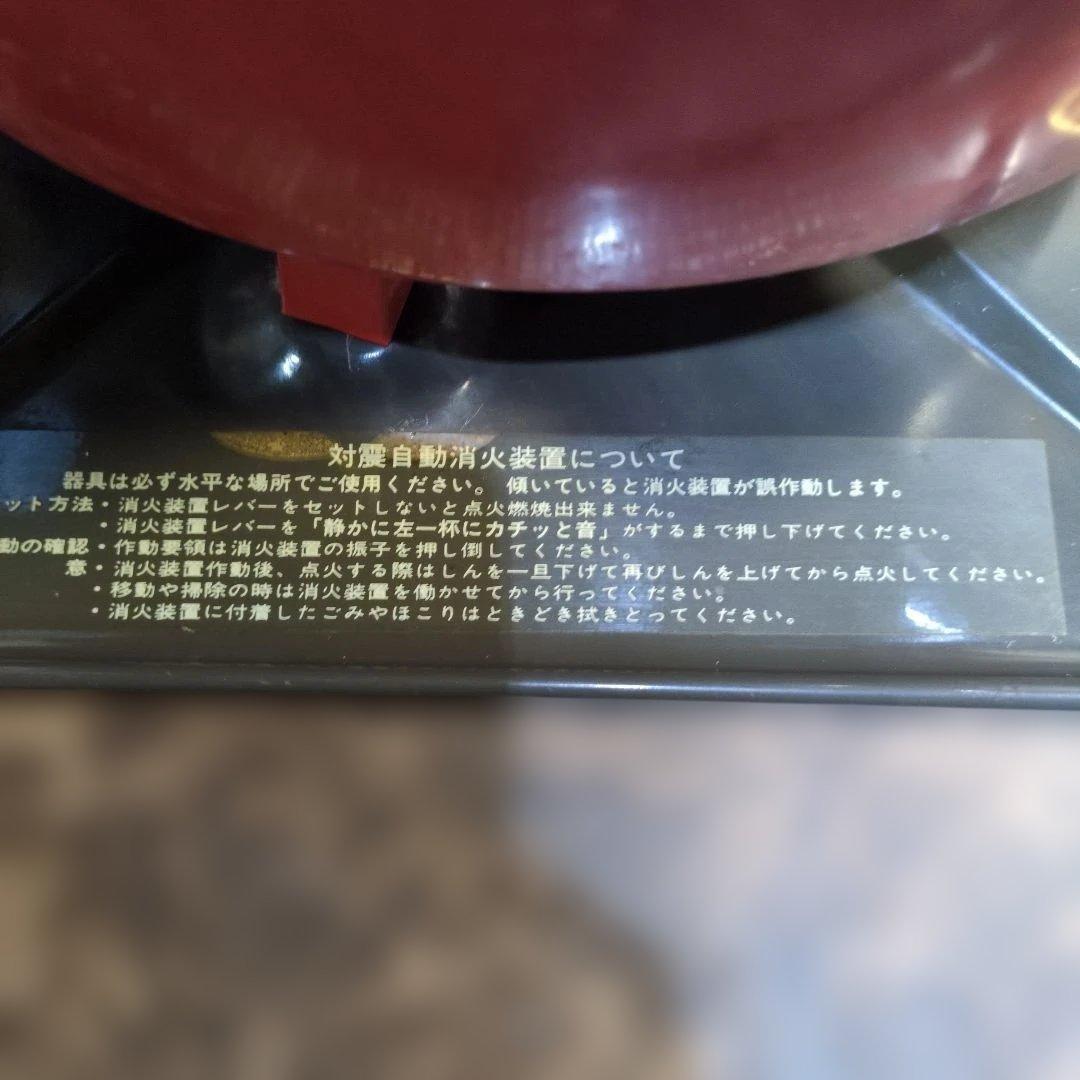 対震自動消火装置について
器具は必ず水平な場所でご使用ください。 傾いていると消火装置が誤作動します。
ット方法・消火装置レバーをセットしないと点火燃焼出来ません。
・消火装置レバーを「静かに左一杯にカチッと音」がするまで押し下げてください。
動の確認・作動要領は消火装置の振子を押し倒してください。
意・消火装置作動後、点火する際はしんを一旦下げて再びしんを上げてから点火してください。
・移動や掃除の時は消火装置を働かせてから行ってください。
・消火装置に付着したごみやほこりはときどき拭きとってください。